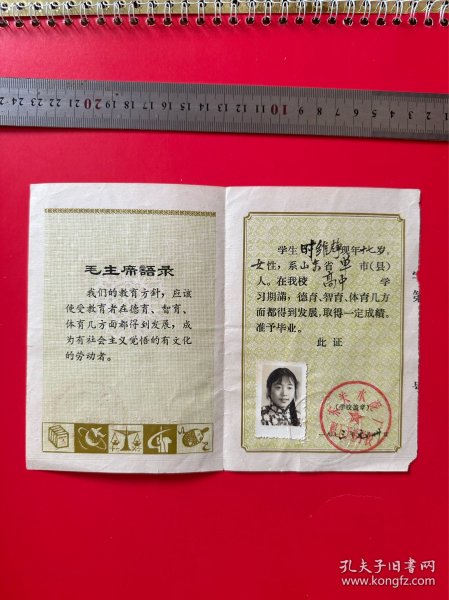 毛主席語录
我们的教育方针，应该
使受教育者在德育、智育、
体育几方面都得到发展，成
为有社会主义觉悟的有文化
的劳动者。
学生 时 现年十七岁，
女性，系山东省单市(县)
人。在我校 高中 学
习期满，德育、智育、体育几方
面都得到发展，取得一定成绩。
准予毕业。
此证
(学校盖章)
孔夫子旧书网
www.kongfz.com